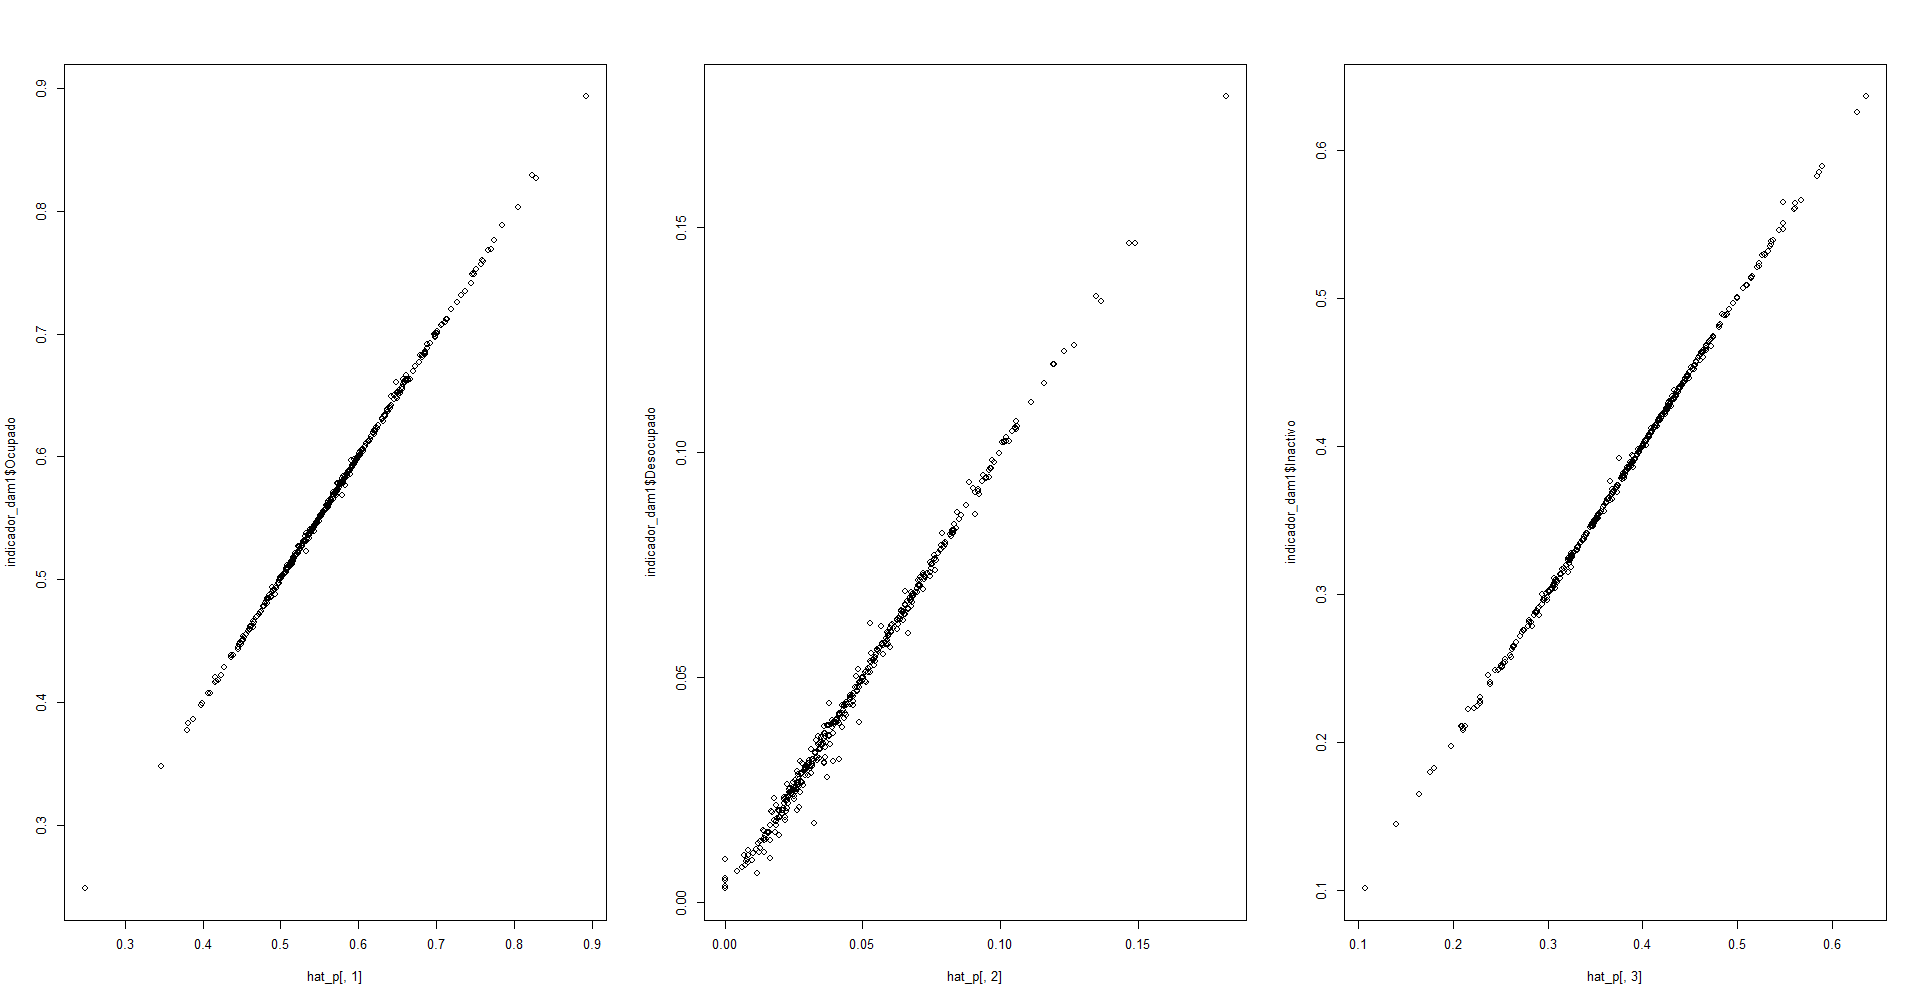 indicador_dam1$Ocupado
0.9
0.8
0.7
0.6
0.5
0.4
0.3
0.3 0.4 0.5 0.6 0.7 0.8 0.9
hat_p[, 1]
indicador_dam1$Desocupado
0.15
0.10
0.05
0.00
0.00 0.05 0.10 0.15
hat_p[, 2]
indicador_dam1$Inactivo
0.6
0.5
0.4
0.3
0.2
0.1
0.1 0.2 0.3 0.4 0.5 0.6
hat_p[, 3]